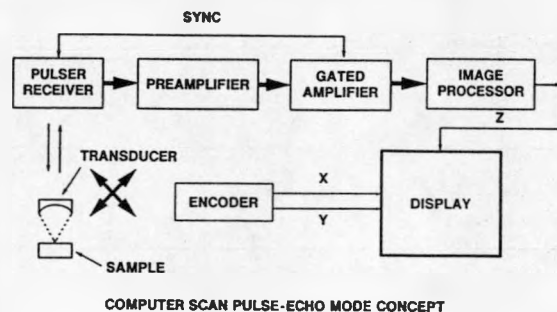 SYNC
PULSER
RECEIVER
PREAMPLIFIER
GATED
AMPLIFIER
IMAGE
PROCESSOR
Z
TRANSDUCER
ENCODER
X
Y
DISPLAY
SAMPLE
COMPUTER SCAN PULSE-ECHO MODE CONCEPT